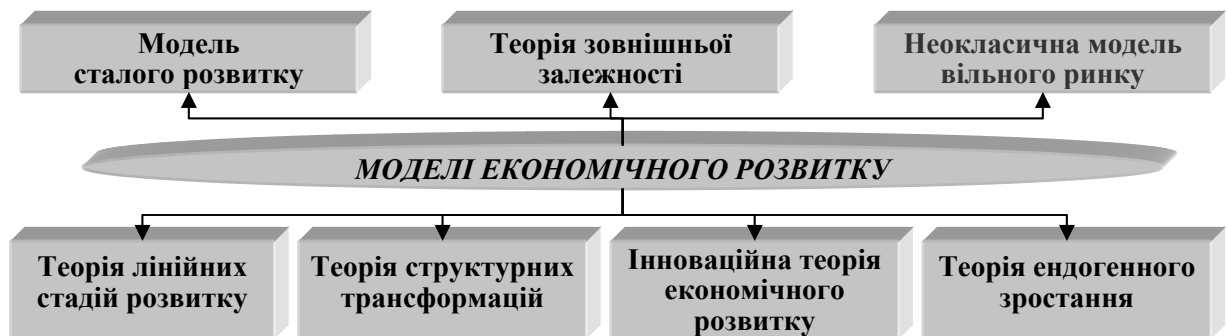 Модель
сталого розвитку
Теорія зовнішньої
залежності
Неокласична модель
вільного ринку
МОДЕЛІ ЕКОНОМІЧНОГО РОЗВИТКУ
Теорія лінійних
стадій розвитку
Теорія структурних
трансформацій
Інноваційна теорія
економічного
розвитку
Теорія ендогенного
зростання